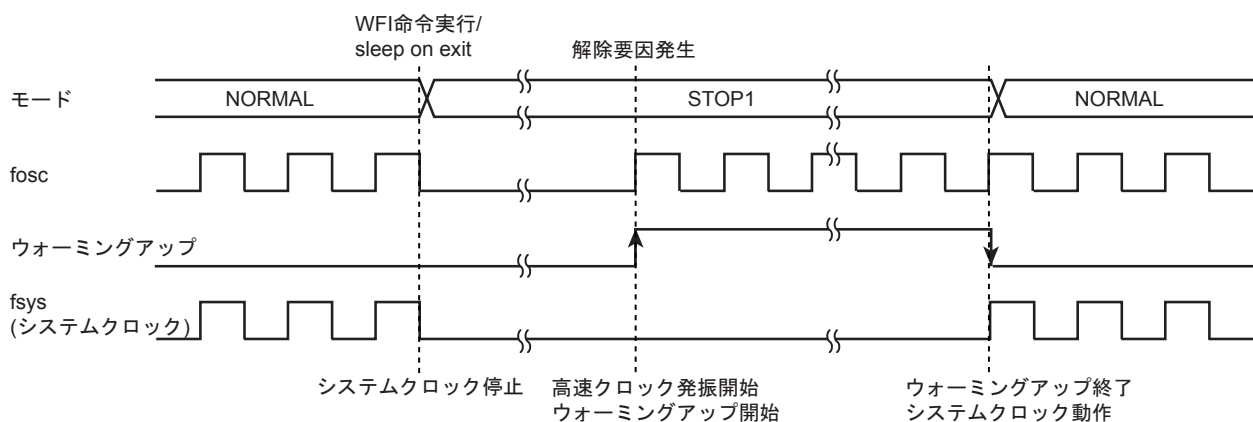 WFI命令実行/
sleep on exit
解除要因発生
モード
NORMAL
STOP1
NORMAL
fosc
ウォーミングアップ
fsys
(システムクロック)
システムクロック停止
高速クロック発振開始
ウォーミングアップ開始
ウォーミングアップ終了
システムクロック動作